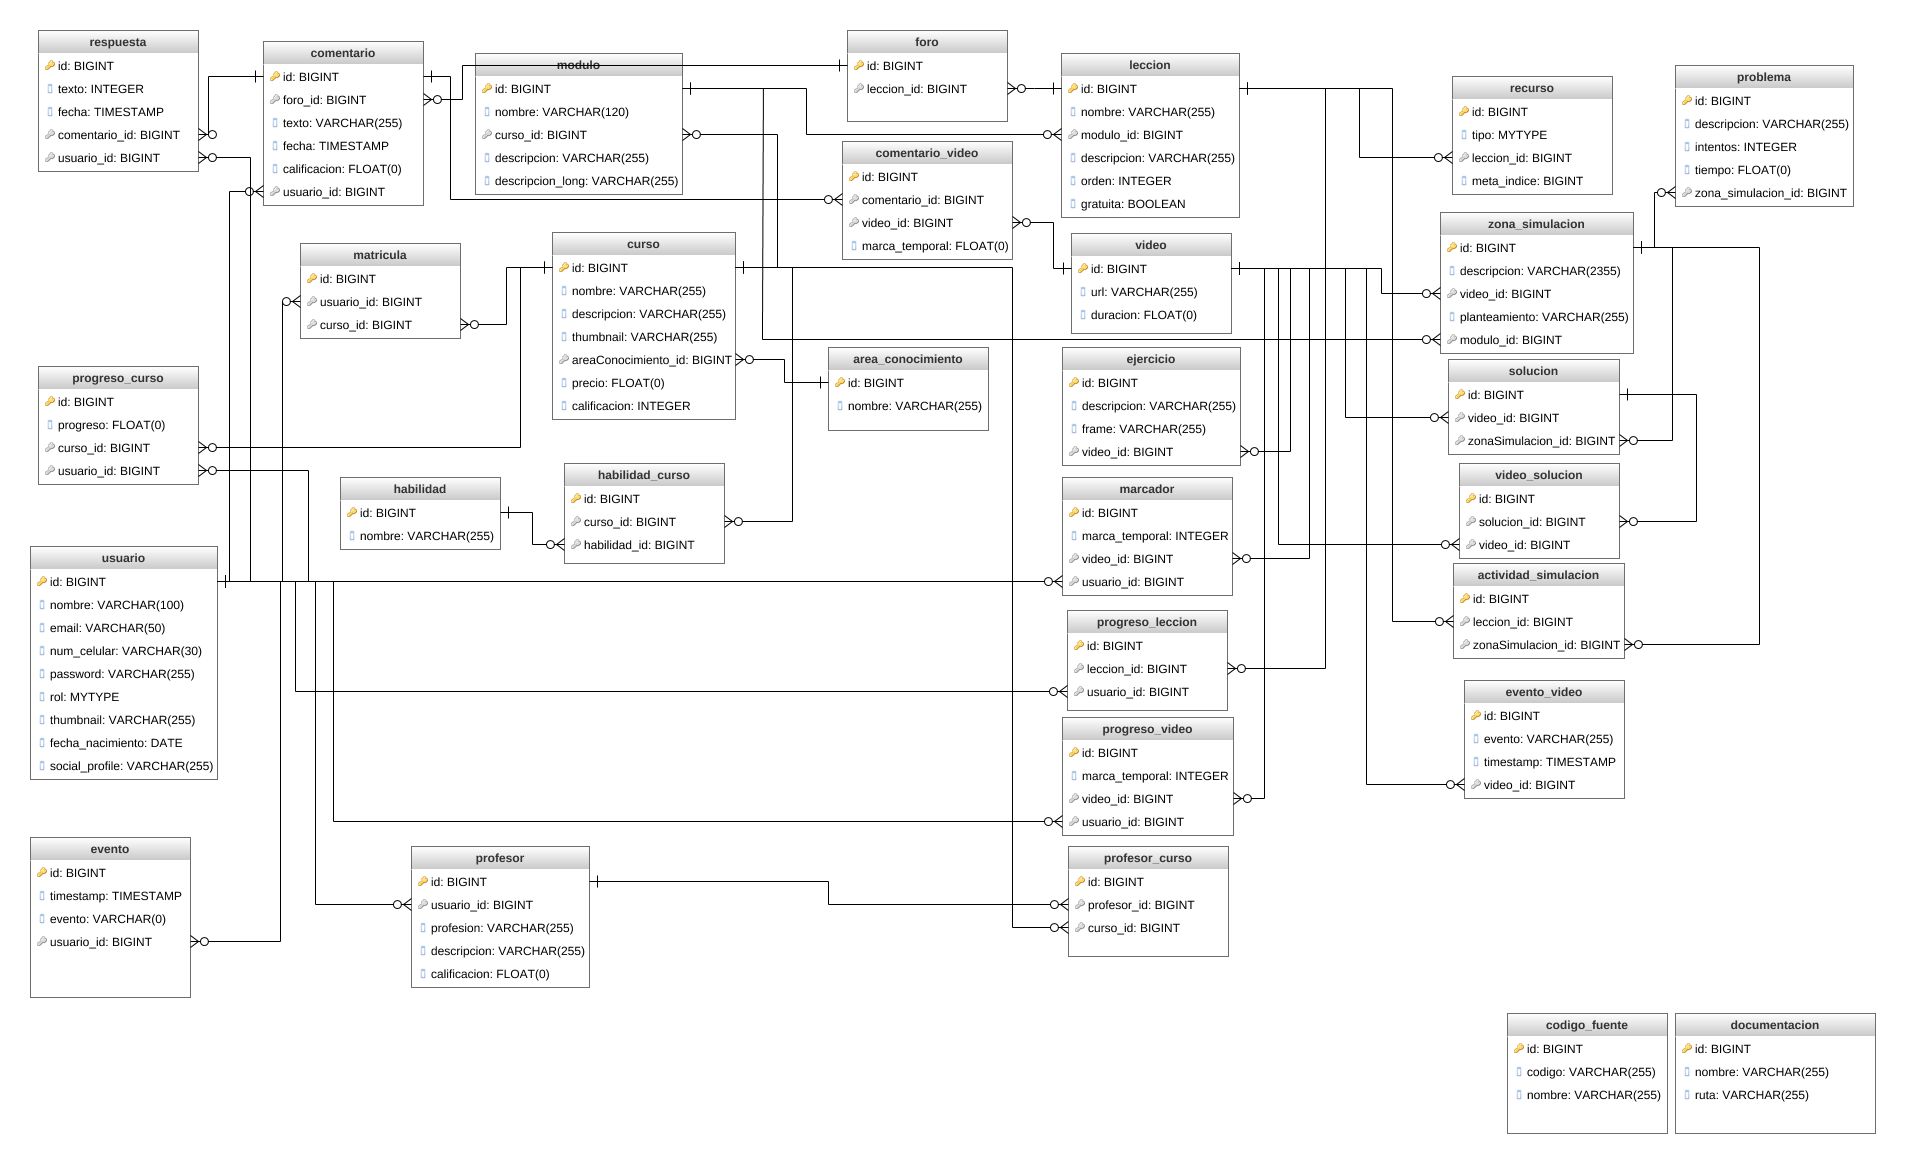 respuesta
id: BIGINT
texto: INTEGER
fecha: TIMESTAMP
comentario_id: BIGINT
usuario_id: BIGINT
comentario
id: BIGINT
foro_id: BIGINT
texto: VARCHAR(255)
fecha: TIMESTAMP
calificacion: FLOAT(0)
usuario_id: BIGINT
modulo
id: BIGINT
nombre: VARCHAR(120)
curso_id: BIGINT
descripcion: VARCHAR(255)
descripcion_long: VARCHAR(255)
foro
id: BIGINT
leccion_id: BIGINT
leccion
id: BIGINT
nombre: VARCHAR(255)
modulo_id: BIGINT
descripcion: VARCHAR(255)
orden: INTEGER
gratuita: BOOLEAN
recurso
id: BIGINT
tipo: MYTYPE
leccion_id: BIGINT
meta_indice: BIGINT
problema
id: BIGINT
descripcion: VARCHAR(255)
intentos: INTEGER
tiempo: FLOAT(0)
zona_simulacion_id: BIGINT
comentario_video
id: BIGINT
comentario_id: BIGINT
video_id: BIGINT
marca_temporal: FLOAT(0)
zona_simulacion
id: BIGINT
descripcion: VARCHAR(2355)
video_id: BIGINT
planteamiento: VARCHAR(255)
modulo_id: BIGINT
matricula
id: BIGINT
usuario_id: BIGINT
curso_id: BIGINT
curso
id: BIGINT
nombre: VARCHAR(255)
descripcion: VARCHAR(255)
thumbnail: VARCHAR(255)
areaConocimiento_id: BIGINT
precio: FLOAT(0)
calificacion: INTEGER
video
id: BIGINT
url: VARCHAR(255)
duracion: FLOAT(0)
area_conocimiento
id: BIGINT
nombre: VARCHAR(255)
ejercicio
id: BIGINT
descripcion: VARCHAR(255)
frame: VARCHAR(255)
video_id: BIGINT
solucion
id: BIGINT
video_id: BIGINT
zonaSimulacion_id: BIGINT
progreso_curso
id: BIGINT
progreso: FLOAT(0)
curso_id: BIGINT
usuario_id: BIGINT
habilidad
id: BIGINT
nombre: VARCHAR(255)
habilidad_curso
id: BIGINT
curso_id: BIGINT
habilidad_id: BIGINT
marcador
id: BIGINT
marca_temporal: INTEGER
video_id: BIGINT
usuario_id: BIGINT
video_solucion
id: BIGINT
solucion_id: BIGINT
video_id: BIGINT
usuario
id: BIGINT
nombre: VARCHAR(100)
email: VARCHAR(50)
num_celular: VARCHAR(30)
password: VARCHAR(255)
rol: MYTYPE
thumbnail: VARCHAR(255)
fecha_nacimiento: DATE
social_profile: VARCHAR(255)
actividad_simulacion
id: BIGINT
leccion_id: BIGINT
zonaSimulacion_id: BIGINT
progreso_leccion
id: BIGINT
leccion_id: BIGINT
usuario_id: BIGINT
evento_video
id: BIGINT
evento: VARCHAR(255)
timestamp: TIMESTAMP
video_id: BIGINT
progreso_video
id: BIGINT
marca_temporal: INTEGER
video_id: BIGINT
usuario_id: BIGINT
evento
id: BIGINT
timestamp: TIMESTAMP
evento: VARCHAR(0)
usuario_id: BIGINT
profesor
id: BIGINT
usuario_id: BIGINT
profesion: VARCHAR(255)
descripcion: VARCHAR(255)
calificacion: FLOAT(0)
profesor_curso
id: BIGINT
profesor_id: BIGINT
curso_id: BIGINT
codigo_fuente
id: BIGINT
codigo: VARCHAR(255)
nombre: VARCHAR(255)
documentacion
id: BIGINT
nombre: VARCHAR(255)
ruta: VARCHAR(255)